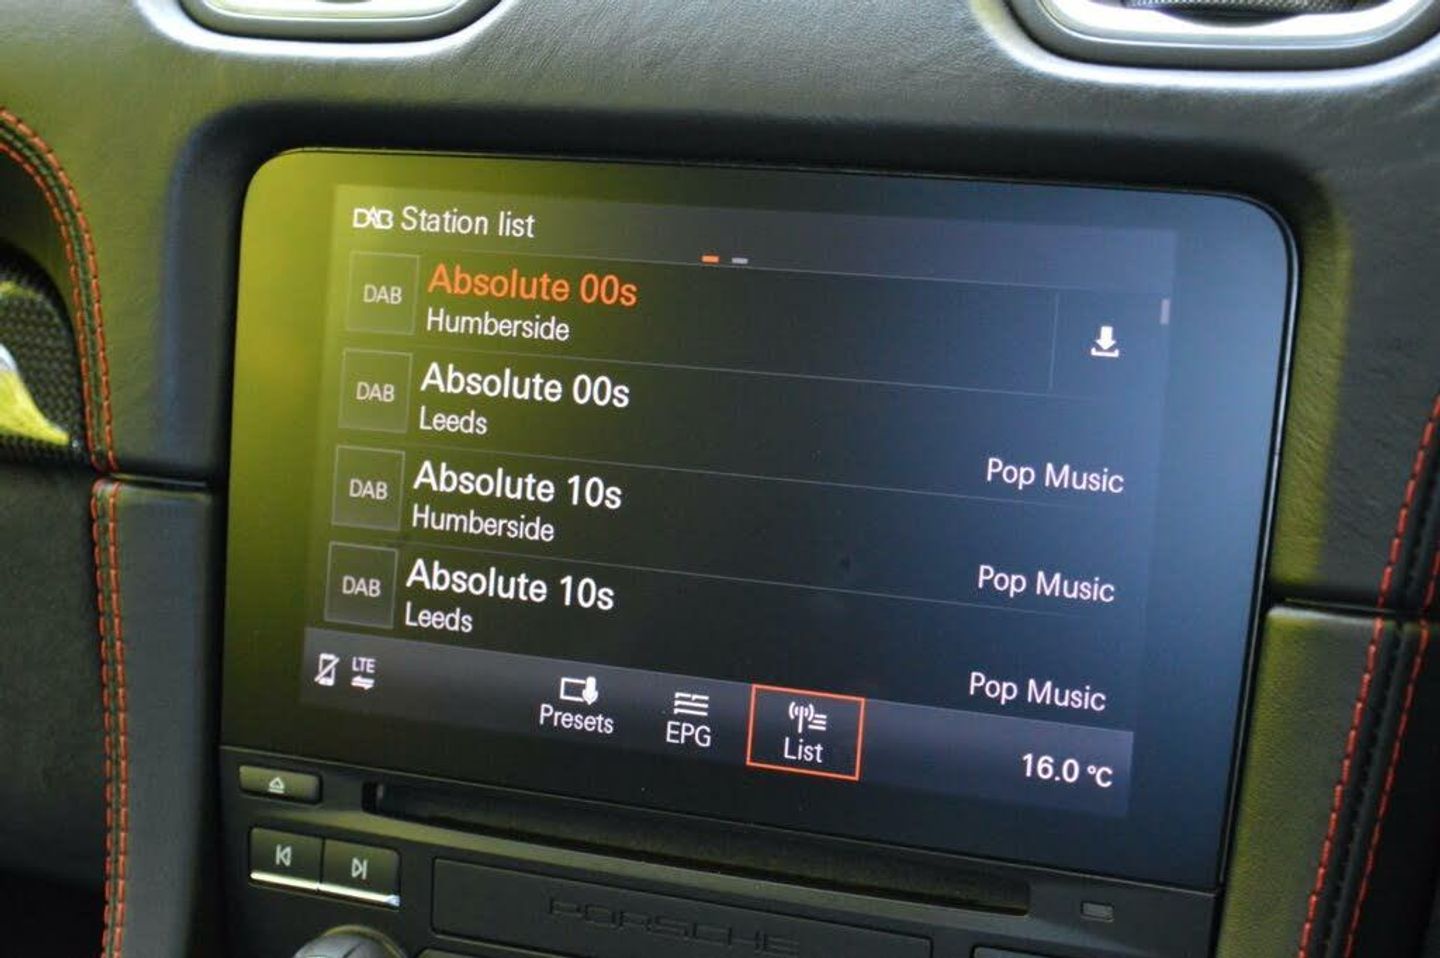 DAB Station list
DAB
Absolute 00s
Humberside
DAB
Absolute 00s
Leeds
Pop Music
DAB
Absolute 10s
Humberside
Pop Music
DAB
Absolute 10s
Leeds
Pop Music
LTE
Presets
EPG
List
16.0 °C
PORSCHE